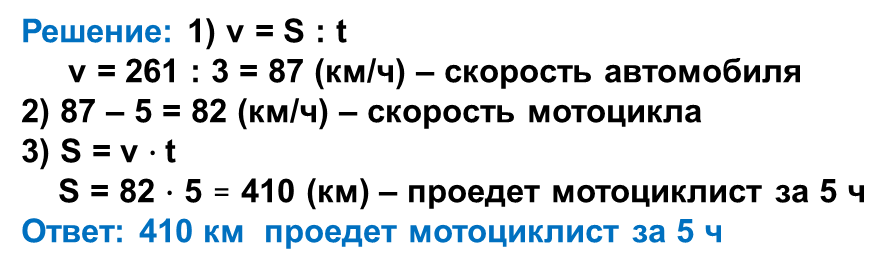 Решение: 1) v = S : t
v = 261 : 3 = 87 (км/ч) – скорость автомобиля
2) 87 – 5 = 82 (км/ч) – скорость мотоцикла
3) S = v · t
S = 82 · 5 = 410 (км) – проедет мотоциклист за 5 ч
Ответ: 410 км проедет мотоциклист за 5 ч